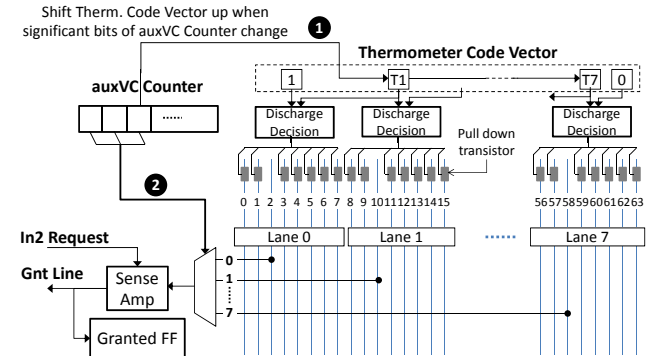 Shift Therm. Code Vector up when
significant bits of auxVC Counter change
1
Thermometer Code Vector
1 T1 T7 0
auxVC Counter
......
Discharge Decision
Discharge Decision
Discharge Decision
Pull down
transistor
2
0 1 2 3 4 5 6 7 8 9 10 11 12 13 14 15
56 57 58 59 60 61 62 63
Lane 0
Lane 1
......
Lane 7
In2 Request
Gnt Line
Sense
Amp
0
1
7
Granted FF